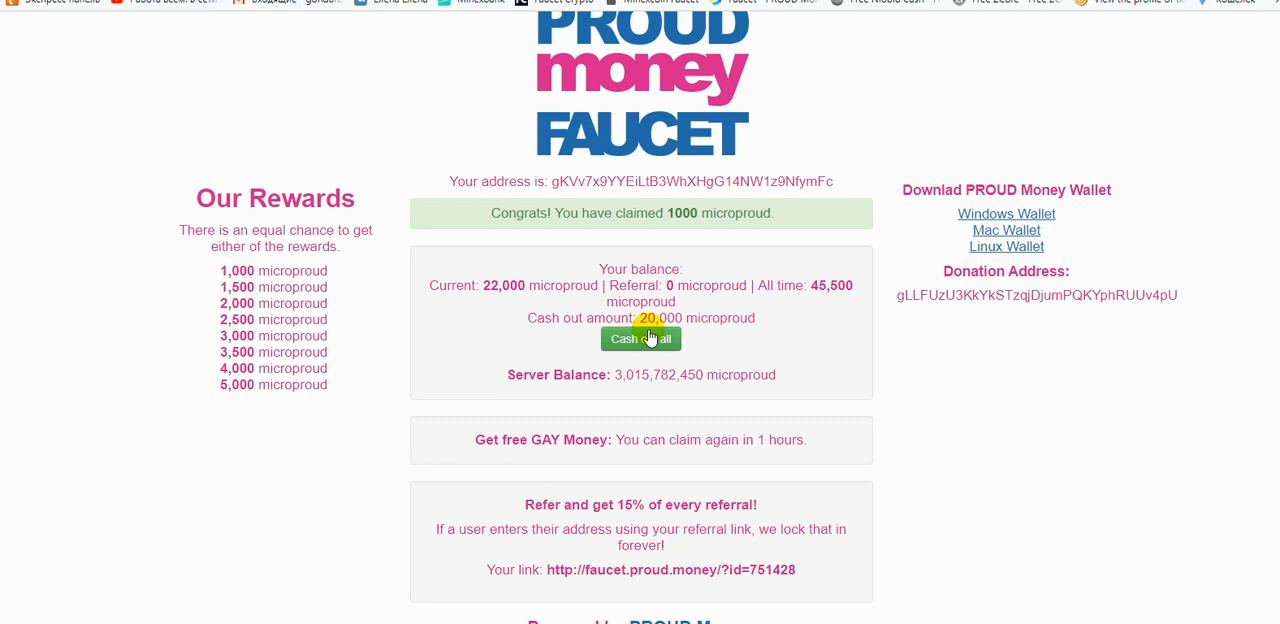 PROUD
money
FAUCET
Your address is: gKVv7x9YYEiLtB3WhXHgG14NW1z9NfymFc
Congrats! You have claimed 1000 microproud.
Our Rewards
There is an equal chance to get
either of the rewards.
1,000 microproud
1,500 microproud
2,000 microproud
2,500 microproud
3,000 microproud
3,500 microproud
4,000 microproud
5,000 microproud
Your balance:
Current: 22,000 microproud | Referral: 0 microproud | All time: 45,500
microproud
Cash out amount: 20,000 microproud
Cash all
Server Balance: 3,015,782,450 microproud
Get free GAY Money: You can claim again in 1 hours.
Refer and get 15% of every referral!
If a user enters their address using your referral link, we lock that in
forever!
Your link: http://faucet.proud.money/?id=751428
Downlad PROUD Money Wallet
Windows Wallet
Mac Wallet
Linux Wallet
Donation Address:
gLLFUzU3KkYkSTzqjDjumPQKYphRUUv4pU